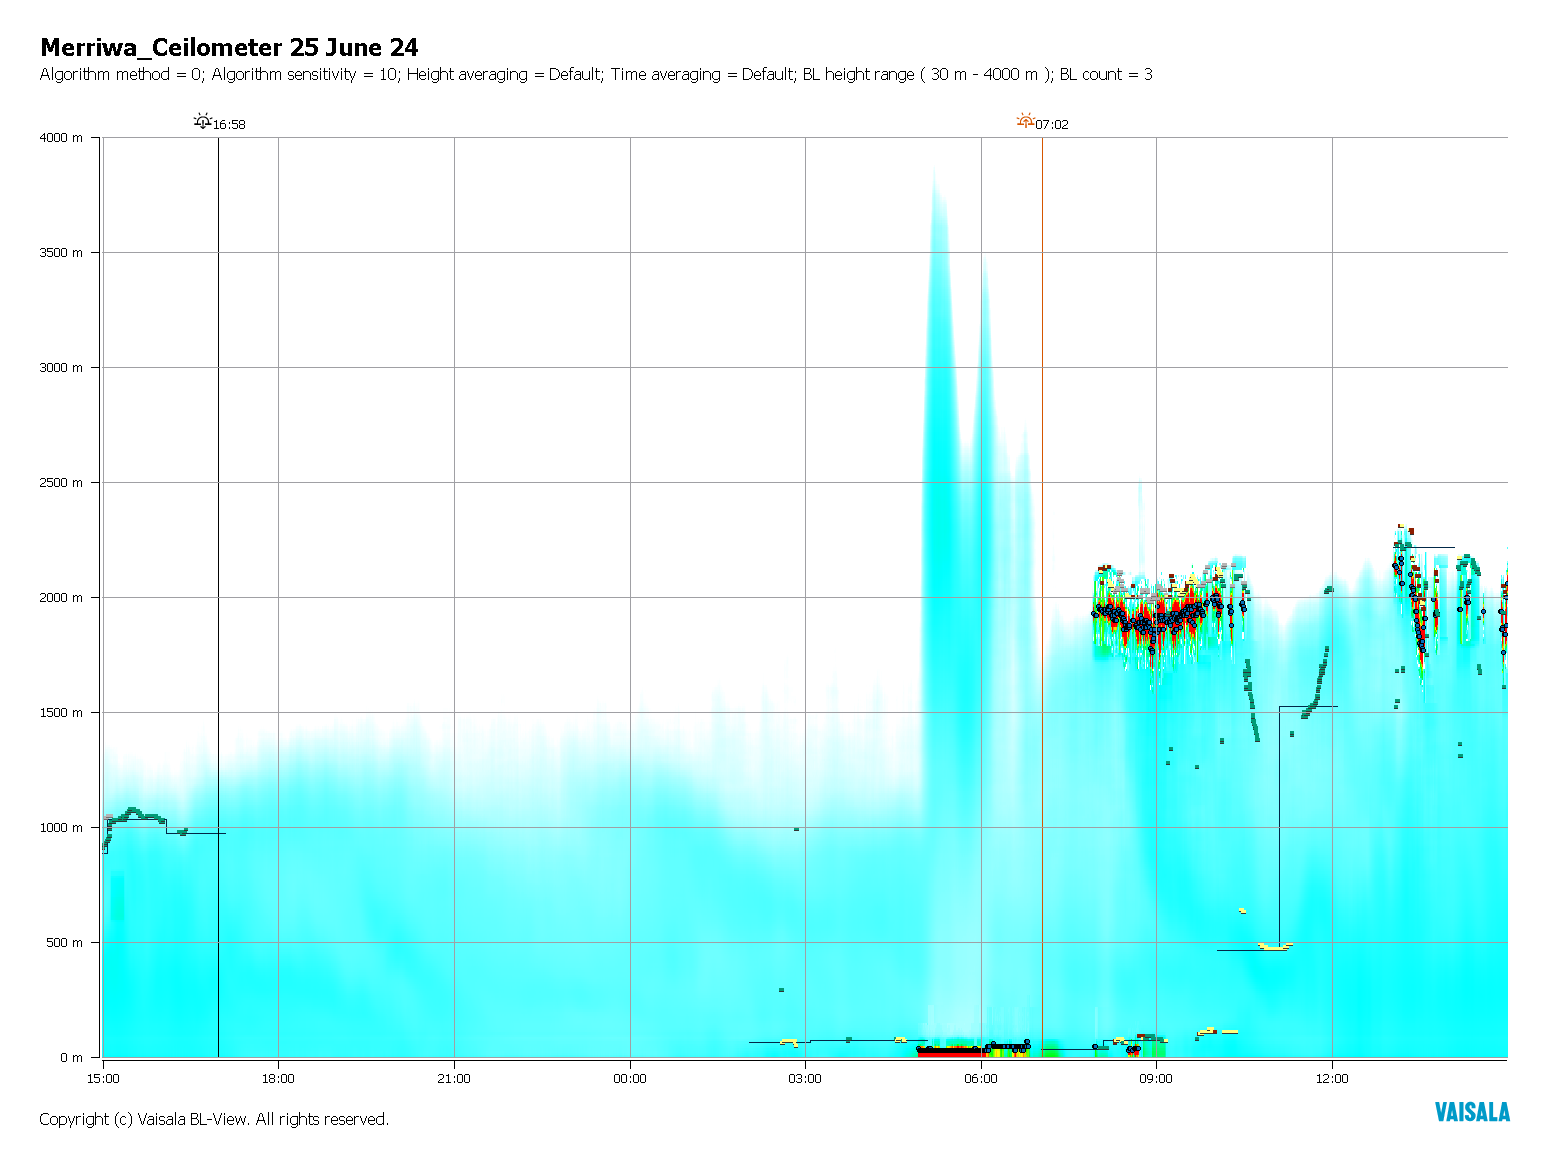 Merriwa_Ceilometer 25 June 24
Algorithm method = 0; Algorithm sensitivity = 10; Height averaging = Default; Time averaging = Default; BL height range ( 30 m - 4000 m ); BL count = 3
16:58 07:02
4000 m
3500 m
3000 m
2500 m
2000 m
1500 m
1000 m
500 m
0 m
15:00 18:00 21:00 00:00 03:00 06:00 09:00 12:00
Copyright (c) Vaisala BL-View. All rights reserved.
VAISALA